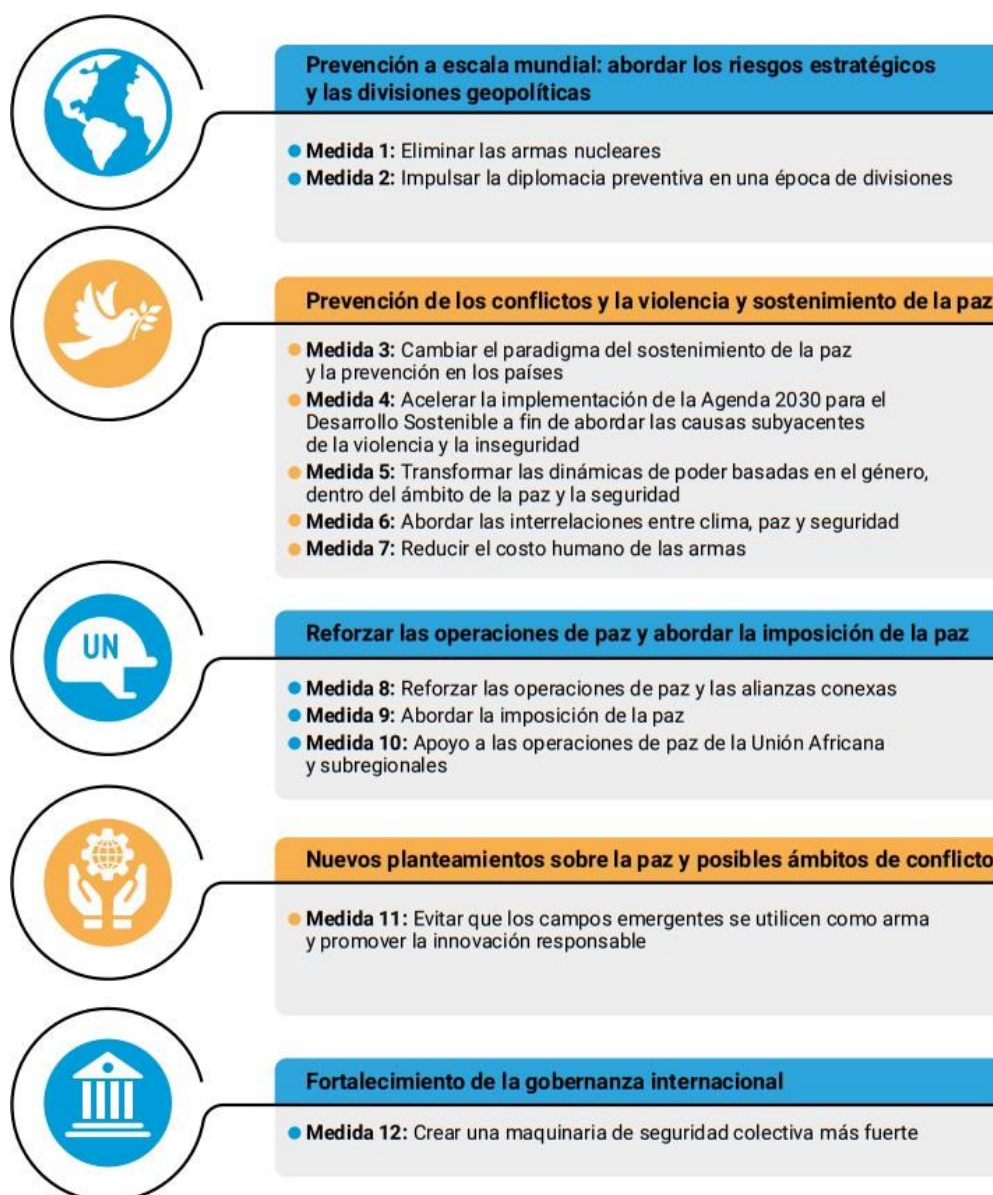 Prevención a escala mundial: abordar los riesgos estratégicos
y las divisiones geopolíticas
Medida 1: Eliminar las armas nucleares
Medida 2: Impulsar la diplomacia preventiva en una época de divisiones
Prevención de los conflictos y la violencia y sostenimiento de la paz
Medida 3: Cambiar el paradigma del sostenimiento de la paz
y la prevención en los países
Medida 4: Acelerar la implementación de la Agenda 2030 para el
Desarrollo Sostenible a fin de abordar las causas subyacentes
de la violencia y la inseguridad
Medida 5: Transformar las dinámicas de poder basadas en el género,
dentro del ámbito de la paz y la seguridad
Medida 6: Abordar las interrelaciones entre clima, paz y seguridad
Medida 7: Reducir el costo humano de las armas
UN
Reforzar las operaciones de paz y abordar la imposición de la paz
Medida 8: Reforzar las operaciones de paz y las alianzas conexas
Medida 9: Abordar la imposición de la paz
Medida 10: Apoyo a las operaciones de paz de la Unión Africana
y subregionales
Nuevos planteamientos sobre la paz y posibles ámbitos de conflicto
Medida 11: Evitar que los campos emergentes se utilicen como arma
y promover la innovación responsable
Fortalecimiento de la gobernanza internacional
Medida 12: Crear una maquinaria de seguridad colectiva más fuerte